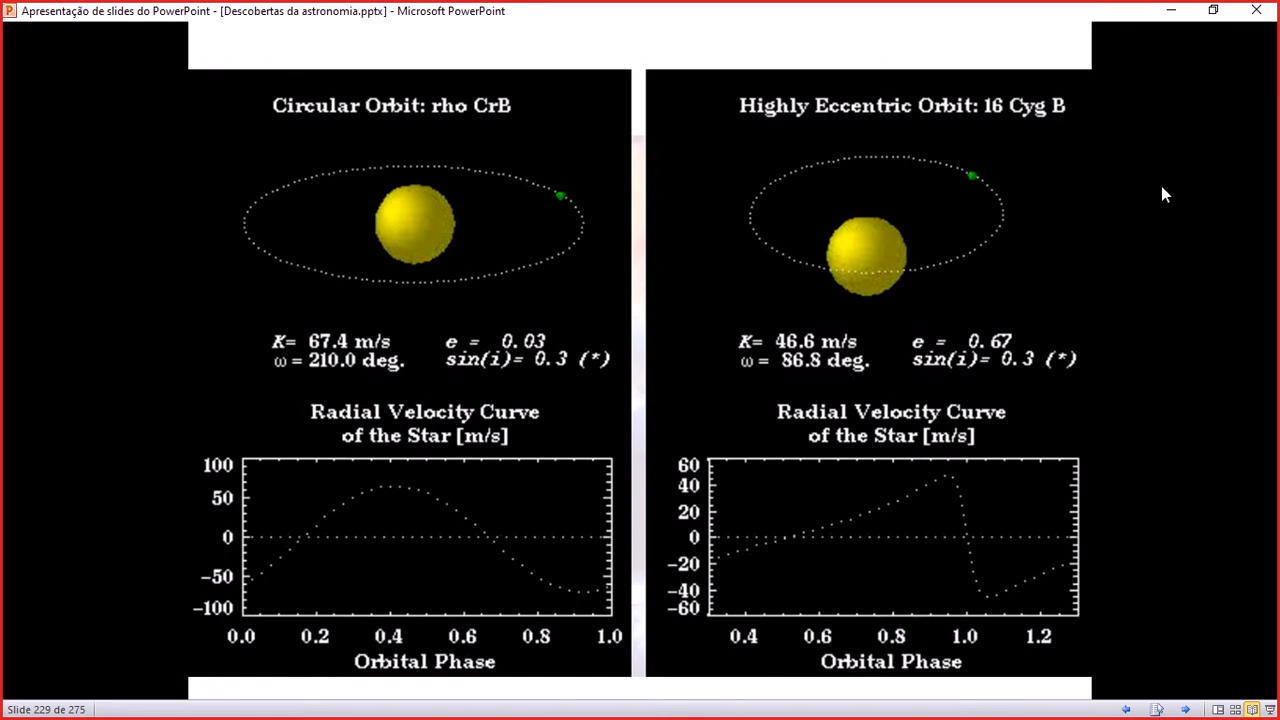 Apresentação de slides do PowerPoint - [Descobertas da astronomia.pptx] - Microsoft PowerPoint
Circular Orbit: rho CrB
K= 67.4 m/s e = 0.03
ω = 210.0 deg. sin(i)= 0.3 (*)
Radial Velocity Curve
of the Star [m/s]
100
50
0
−50
−100
0.0 0.2 0.4 0.6 0.8 1.0
Orbital Phase
Highly Eccentric Orbit: 16 Cyg B
K= 46.6 m/s e = 0.67
ω = 86.8 deg. sin(i)= 0.3 (*)
Radial Velocity Curve
of the Star [m/s]
60
40
20
0
−20
−40
−60
0.4 0.6 0.8 1.0 1.2
Orbital Phase
Slide 229 de 275